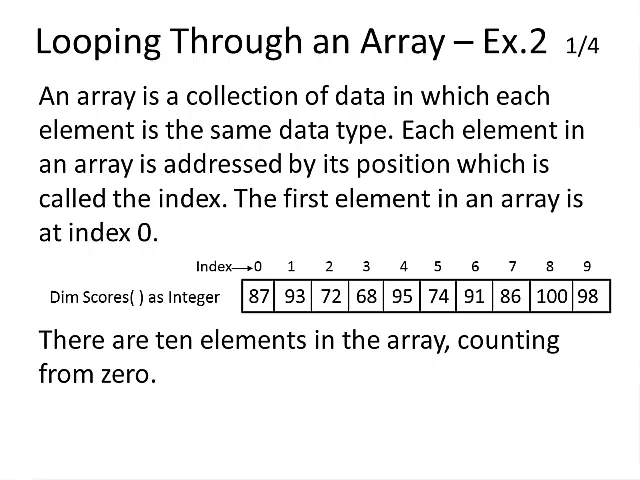 Looping Through an Array – Ex.2 1/4
An array is a collection of data in which each
element is the same data type. Each element in
an array is addressed by its position which is
called the index. The first element in an array is
at index 0.
Index→0 1 2 3 4 5 6 7 8 9
Dim Scores( ) as Integer 87 93 72 68 95 74 91 86 100 98
There are ten elements in the array, counting
from zero.